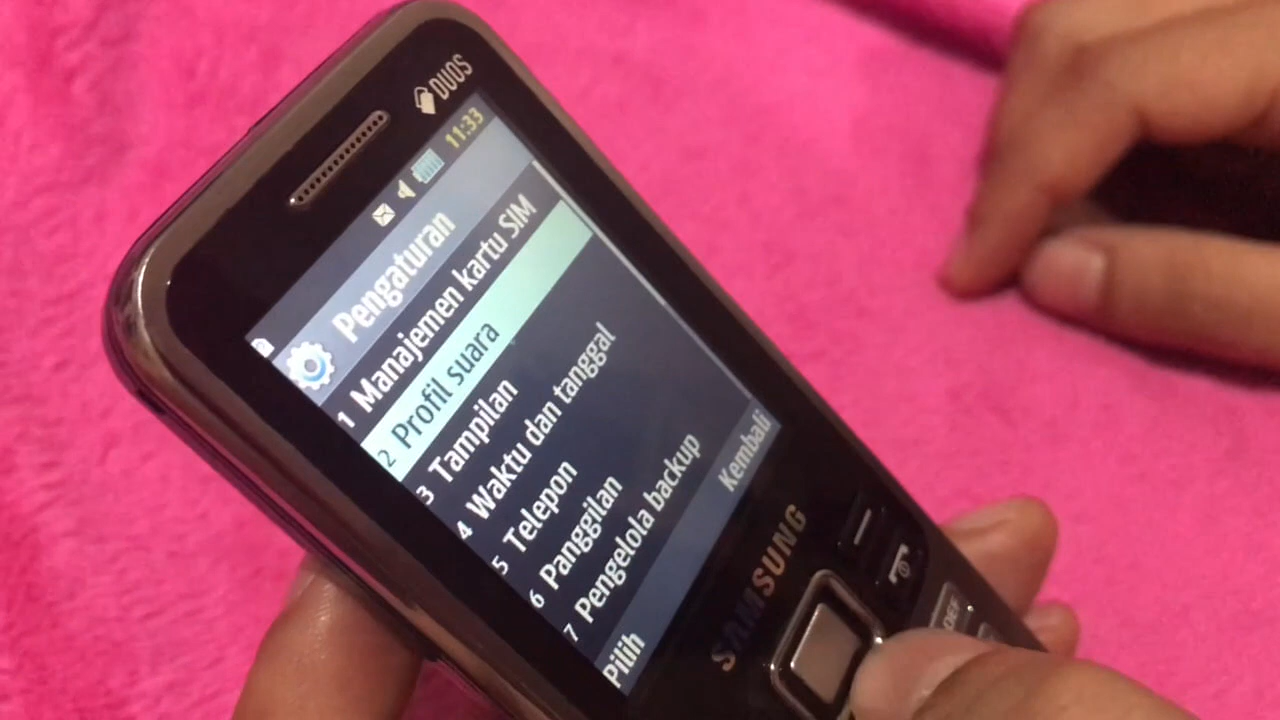 DUOS
11:33
Pengaturan
1 Manajemen kartu SIM
2 Profil suara
3 Tampilan
4 Waktu dan tanggal
5 Telepon
6 Panggilan
7 Pengelola backup
Pilih Kembali
SAMSUNG
DEF